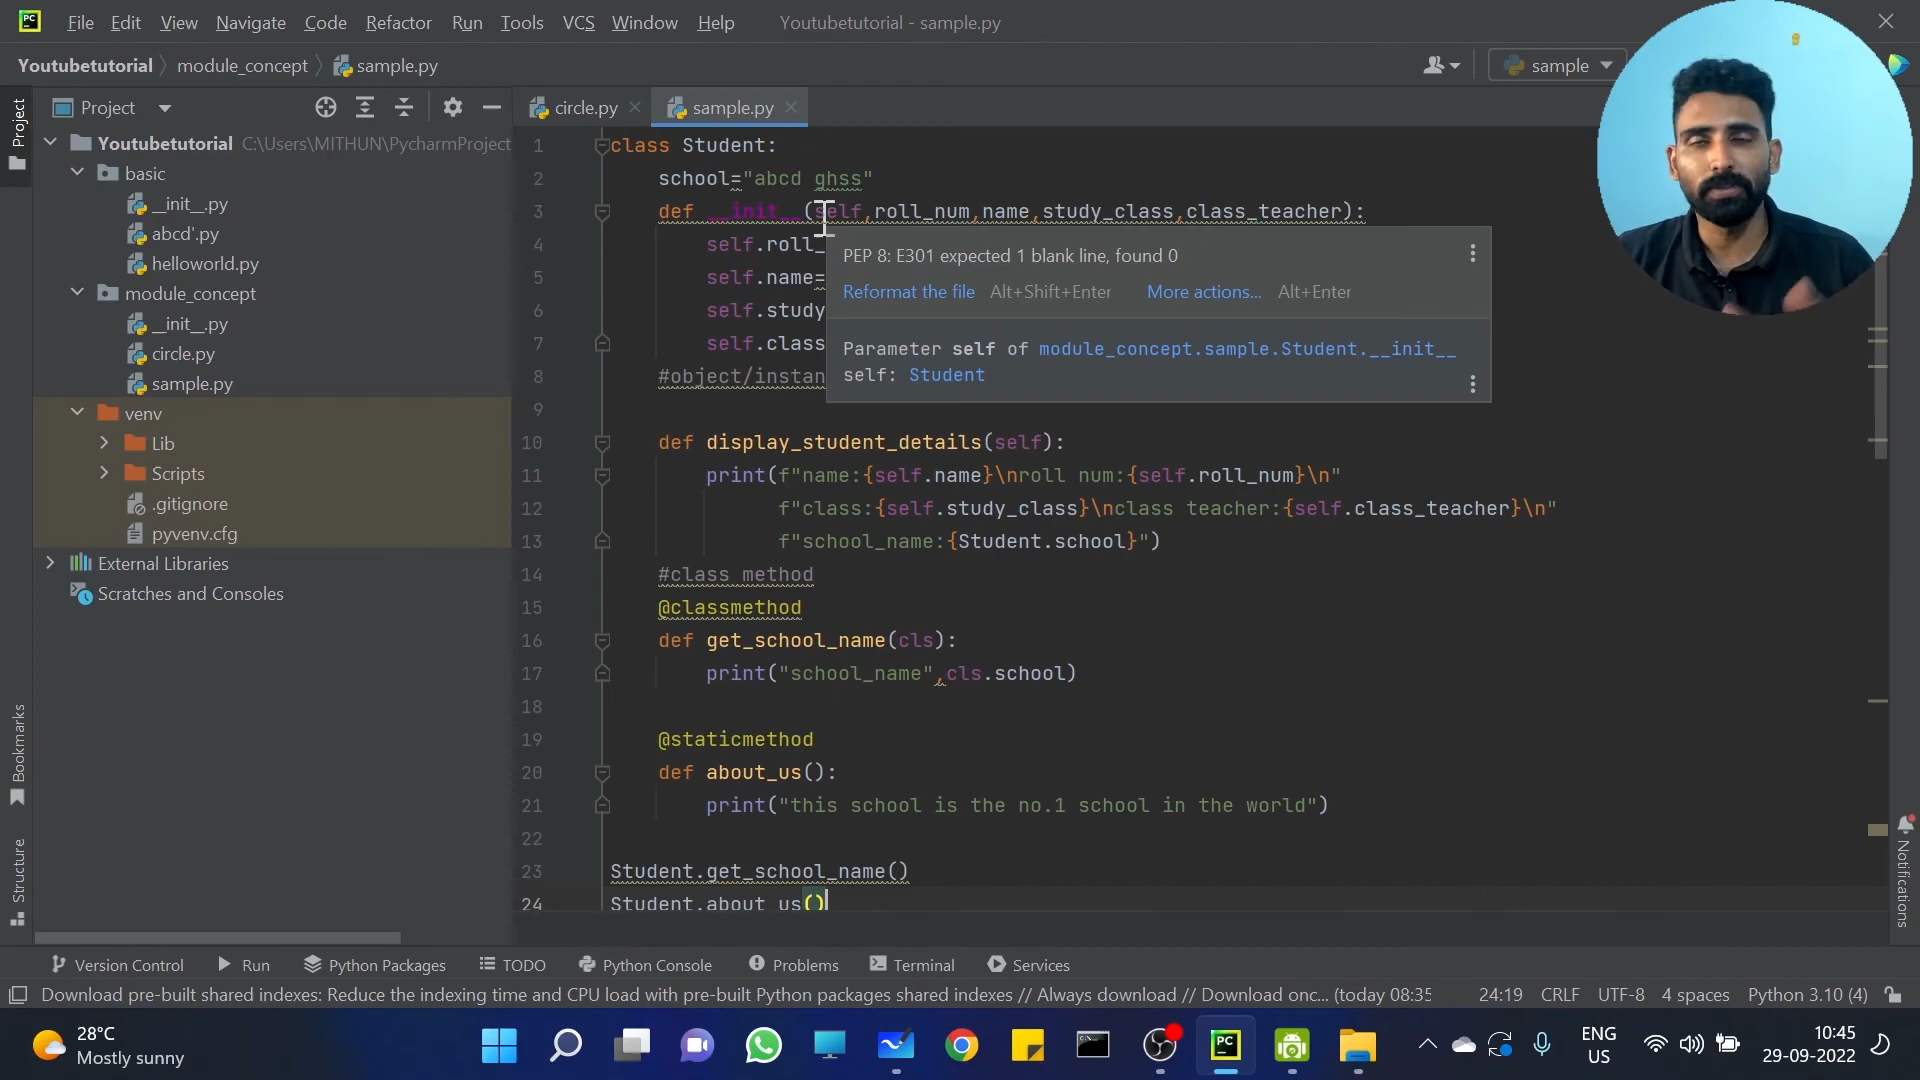 PC File Edit View Navigate Code Refactor Run Tools VCS Window Help Youtubetutorial - sample.py
Youtubetutorial module_concept sample.py sample
Project
Project
circle.py sample.py
Youtubetutorial C:\Users\MITHUN\PycharmProject
basic
__init__.py
abcd'.py
helloworld.py
module_concept
__init__.py
circle.py
sample.py
venv
Lib
Scripts
.gitignore
pyvenv.cfg
External Libraries
Scratches and Consoles
Bookmarks
Structure
1 class Student:
2 school="abcd ghss"
3 def __init__(self,roll_num,name,study_class,class_teacher):
4 self.roll_
5 self.name=
6 self.study
7 self.class
8 #object/instan
9
10 def display_student_details(self):
11 print(f"name:{self.name}\nroll num:{self.roll_num}\n"
12 f"class:{self.study_class}\nclass teacher:{self.class_teacher}\n"
13 f"school_name:{Student.school}")
14 #class method
15 @classmethod
16 def get_school_name(cls):
17 print("school_name",cls.school)
18
19 @staticmethod
20 def about_us():
21 print("this school is the no.1 school in the world")
22
23 Student.get_school_name()
24 Student.about_us()
PEP 8: E301 expected 1 blank line, found 0
Reformat the file Alt+Shift+Enter More actions... Alt+Enter
Parameter self of module_concept.sample.Student.__init__
self: Student
Notifications
Version Control Run Python Packages TODO Python Console Problems Terminal Services
Download pre-built shared indexes: Reduce the indexing time and CPU load with pre-built Python packages shared indexes // Always download // Download onc... (today 08:35 24:19 CRLF UTF-8 4 spaces Python 3.10 (4)
28°C
Mostly sunny
PC
ENG
US
10:45
29-09-2022